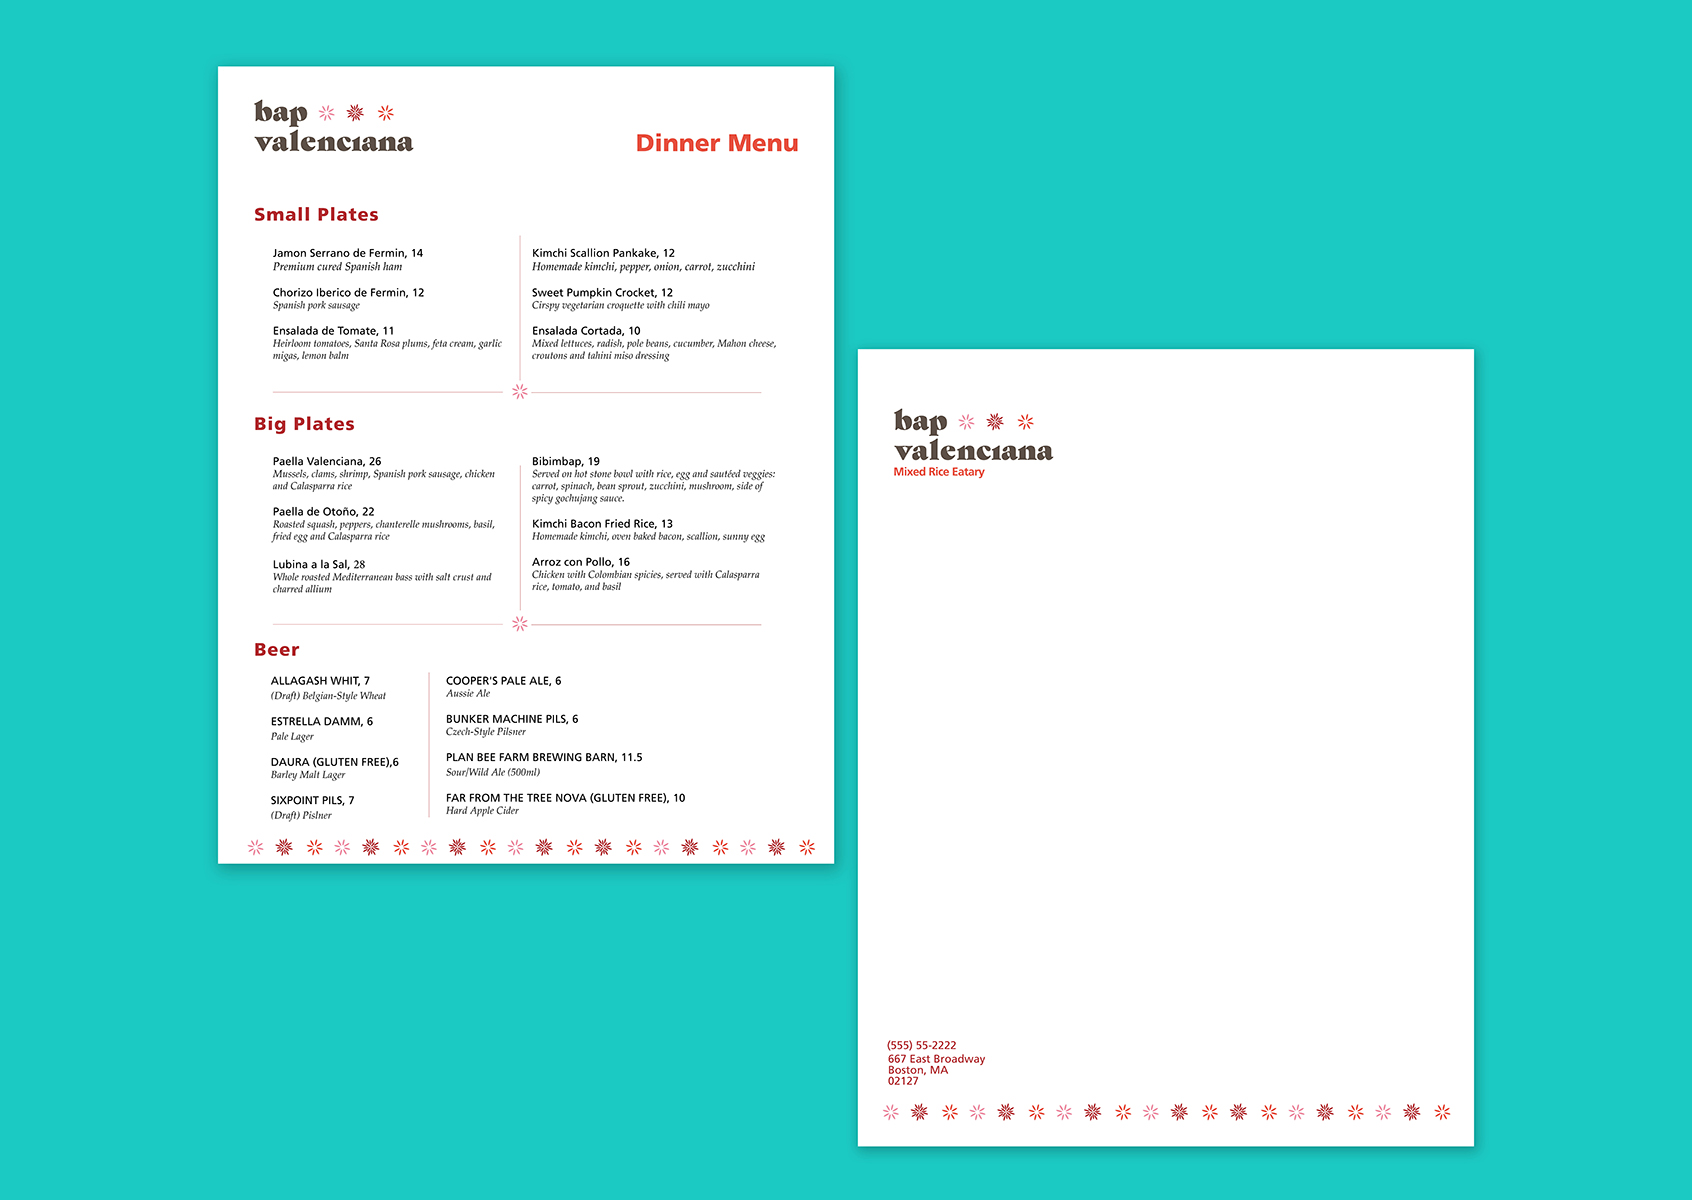 bap
valenciana
Dinner Menu
Small Plates
Jamon Serrano de Fermin, 14
Premium cured Spanish ham
Chorizo Iberico de Fermin, 12
Spanish pork sausage
Ensalada de Tomate, 11
Heirloom tomatoes, Santa Rosa plums, feta cream, garlic
migas, lemon balm
Kimchi Scallion Pankake, 12
Homemade kimchi, pepper, onion, carrot, zucchini
Sweet Pumpkin Crocket, 12
Cirspy vegetarian croquette with chili mayo
Ensalada Cortada, 10
Mixed lettuces, radish, pole beans, cucumber, Mahon cheese,
croutons and tahini miso dressing
Big Plates
Paella Valenciana, 26
Mussels, clams, shrimp, Spanish pork sausage, chicken
and Calasparra rice
Paella de Otoño, 22
Roasted squash, peppers, chanterelle mushrooms, basil,
fried egg and Calasparra rice
Lubina a la Sal, 28
Whole roasted Mediterranean bass with salt crust and
charred allium
Bibimbap, 19
Served on hot stone bowl with rice, egg and sautéed veggies:
carrot, spinach, bean sprout, zucchini, mushroom, side of
spicy gochujang sauce.
Kimchi Bacon Fried Rice, 13
Homemade kimchi, oven baked bacon, scallion, sunny egg
Arroz con Pollo, 16
Chicken with Colombian spicies, served with Calasparra
rice, tomato, and basil
Beer
ALLAGASH WHIT, 7
(Draft) Belgian-Style Wheat
ESTRELLA DAMM, 6
Pale Lager
DAURA (GLUTEN FREE),6
Barley Malt Lager
SIXPOINT PILS, 7
(Draft) Pislner
COOPER'S PALE ALE, 6
Aussie Ale
BUNKER MACHINE PILS, 6
Czech-Style Pilsner
PLAN BEE FARM BREWING BARN, 11.5
Sour/Wild Ale (500ml)
FAR FROM THE TREE NOVA (GLUTEN FREE), 10
Hard Apple Cider
bap
valenciana
Mixed Rice Eatary
(555) 55-2222
667 East Broadway
Boston, MA
02127